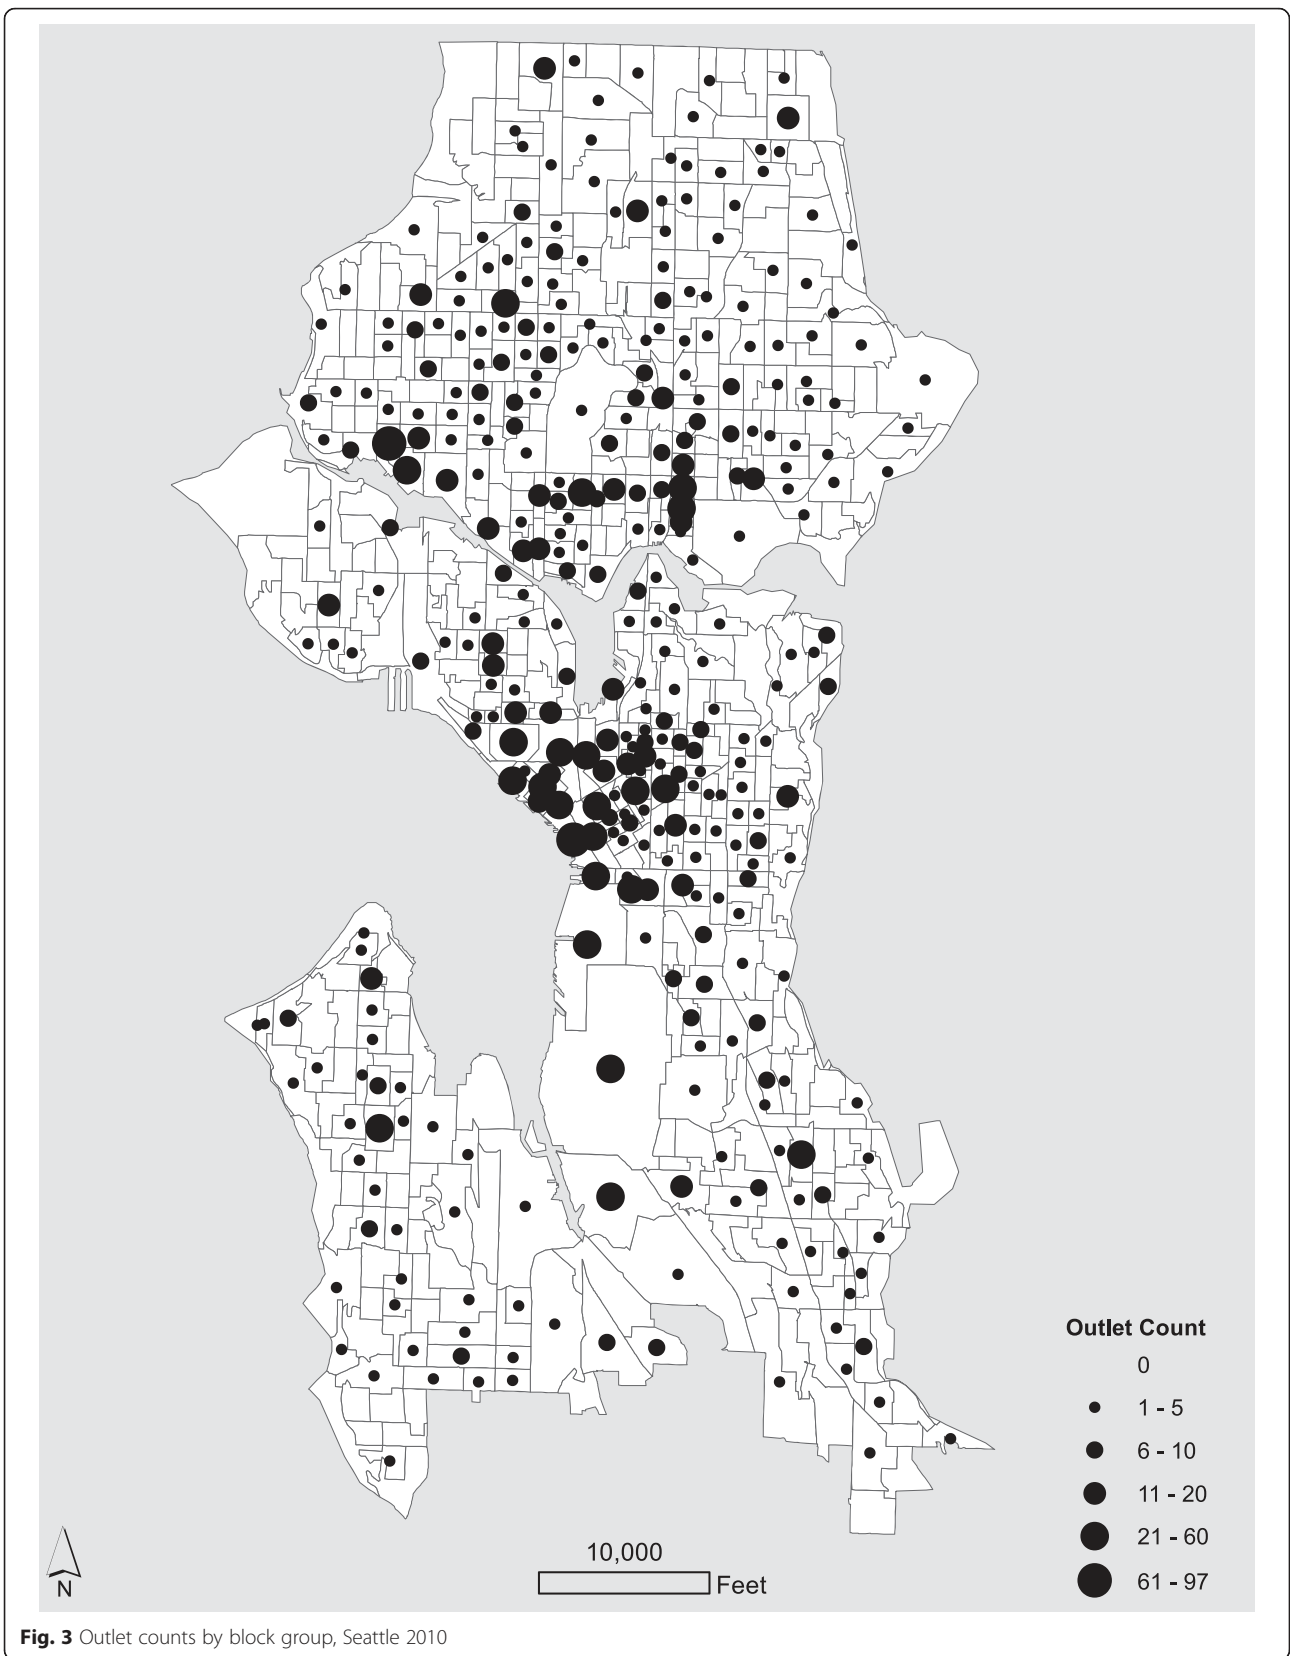 Outlet Count
0
1 - 5
6 - 10
11 - 20
21 - 60
61 - 97
10,000
Feet
N
Fig. 3 Outlet counts by block group, Seattle 2010